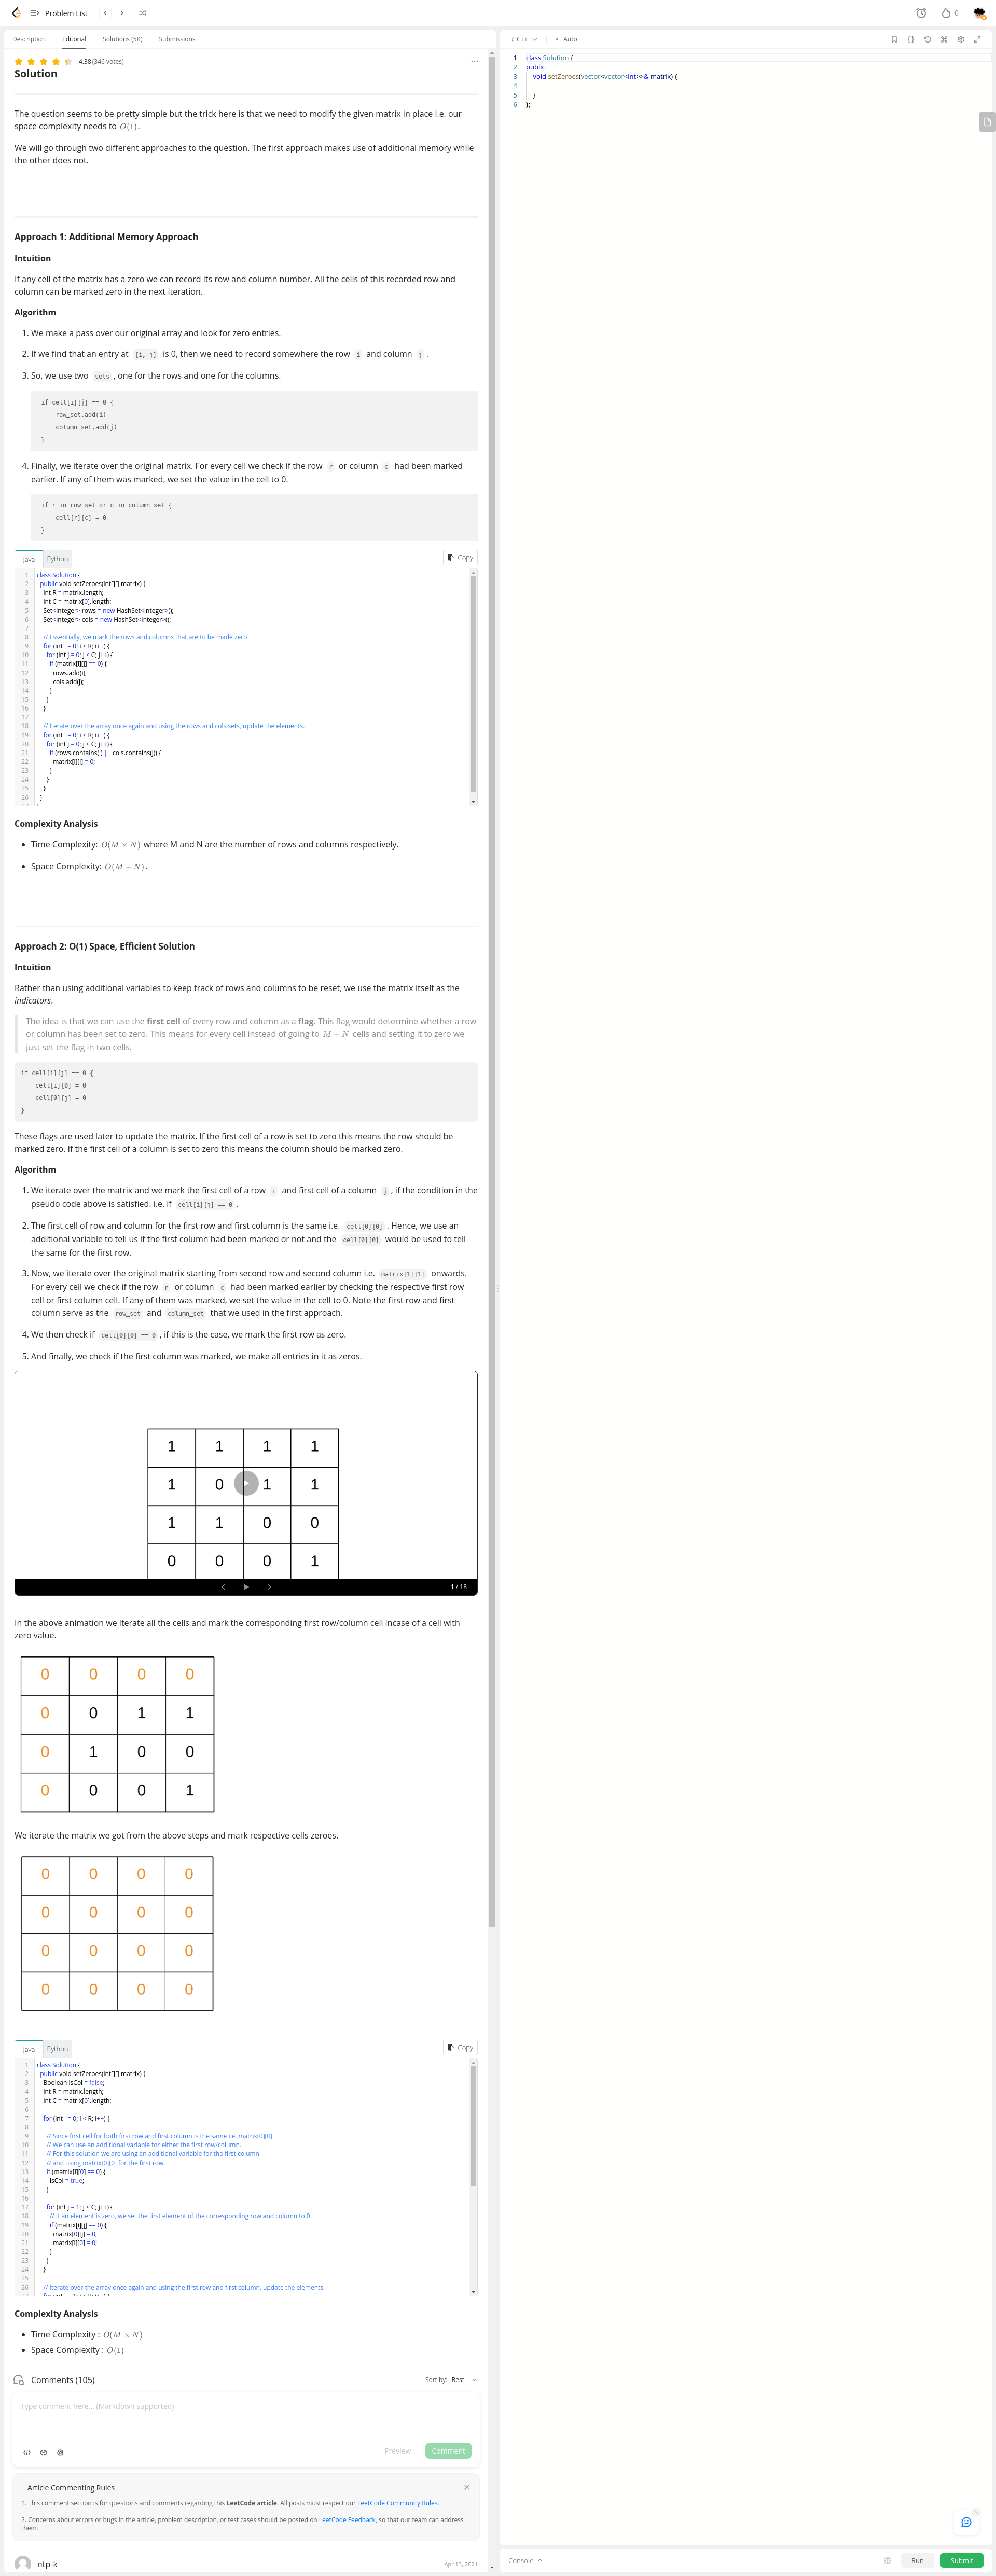 Problem List
0
Description Editorial Solutions (5K) Submissions
4.38 (346 votes)
Solution
The question seems to be pretty simple but the trick here is that we need to modify the given matrix in place i.e. our
space complexity needs to O(1).
We will go through two different approaches to the question. The first approach makes use of additional memory while
the other does not.
Approach 1: Additional Memory Approach
Intuition
If any cell of the matrix has a zero we can record its row and column number. All the cells of this recorded row and
column can be marked zero in the next iteration.
Algorithm
1. We make a pass over our original array and look for zero entries.
2. If we find that an entry at [i, j] is 0, then we need to record somewhere the row i and column j .
3. So, we use two sets , one for the rows and one for the columns.
if cell[i][j] == 0 {
row_set.add(i)
column_set.add(j)
}
4. Finally, we iterate over the original matrix. For every cell we check if the row r or column c had been marked
earlier. If any of them was marked, we set the value in the cell to 0.
if r in row_set or c in column_set {
cell[r][c] = 0
}
Java Python Copy
1 class Solution {
2 public void setZeroes(int[][] matrix) {
3 int R = matrix.length;
4 int C = matrix[0].length;
5 Set<Integer> rows = new HashSet<Integer>();
6 Set<Integer> cols = new HashSet<Integer>();
7
8 // Essentially, we mark the rows and columns that are to be made zero
9 for (int i = 0; i < R; i++) {
10 for (int j = 0; j < C; j++) {
11 if (matrix[i][j] == 0) {
12 rows.add(i);
13 cols.add(j);
14 }
15 }
16 }
17
18 // Iterate over the array once again and using the rows and cols sets, update the elements.
19 for (int i = 0; i < R; i++) {
20 for (int j = 0; j < C; j++) {
21 if (rows.contains(i) || cols.contains(j)) {
22 matrix[i][j] = 0;
23 }
24 }
25 }
26 }
Complexity Analysis
• Time Complexity: O(M × N) where M and N are the number of rows and columns respectively.
• Space Complexity: O(M + N).
Approach 2: O(1) Space, Efficient Solution
Intuition
Rather than using additional variables to keep track of rows and columns to be reset, we use the matrix itself as the
indicators.
The idea is that we can use the first cell of every row and column as a flag. This flag would determine whether a row
or column has been set to zero. This means for every cell instead of going to M + N cells and setting it to zero we
just set the flag in two cells.
if cell[i][j] == 0 {
cell[i][0] = 0
cell[0][j] = 0
}
These flags are used later to update the matrix. If the first cell of a row is set to zero this means the row should be
marked zero. If the first cell of a column is set to zero this means the column should be marked zero.
Algorithm
1. We iterate over the matrix and we mark the first cell of a row i and first cell of a column j , if the condition in the
pseudo code above is satisfied. i.e. if cell[i][j] == 0 .
2. The first cell of row and column for the first row and first column is the same i.e. cell[0][0] . Hence, we use an
additional variable to tell us if the first column had been marked or not and the cell[0][0] would be used to tell
the same for the first row.
3. Now, we iterate over the original matrix starting from second row and second column i.e. matrix[1][1] onwards.
For every cell we check if the row r or column c had been marked earlier by checking the respective first row
cell or first column cell. If any of them was marked, we set the value in the cell to 0. Note the first row and first
column serve as the row_set and column_set that we used in the first approach.
4. We then check if cell[0][0] == 0 , if this is the case, we mark the first row as zero.
5. And finally, we check if the first column was marked, we make all entries in it as zeros.
1 1 1 1
1 0 1 1
1 1 0 0
0 0 0 1
1 / 18
In the above animation we iterate all the cells and mark the corresponding first row/column cell incase of a cell with
zero value.
0 0 0 0
0 0 1 1
0 1 0 0
0 0 0 1
We iterate the matrix we got from the above steps and mark respective cells zeroes.
0 0 0 0
0 0 0 0
0 0 0 0
0 0 0 0
Java Python Copy
1 class Solution {
2 public void setZeroes(int[][] matrix) {
3 Boolean isCol = false;
4 int R = matrix.length;
5 int C = matrix[0].length;
6
7 for (int i = 0; i < R; i++) {
8
9 // Since first cell for both first row and first column is the same i.e. matrix[0][0]
10 // We can use an additional variable for either the first row/column.
11 // For this solution we are using an additional variable for the first column
12 // and using matrix[0][0] for the first row.
13 if (matrix[i][0] == 0) {
14 isCol = true;
15 }
16
17 for (int j = 1; j < C; j++) {
18 // If an element is zero, we set the first element of the corresponding row and column to 0
19 if (matrix[i][j] == 0) {
20 matrix[0][j] = 0;
21 matrix[i][0] = 0;
22 }
23 }
24 }
25
26 // Iterate over the array once again and using the first row and first column, update the elements.
Complexity Analysis
• Time Complexity : O(M × N)
• Space Complexity : O(1)
Comments (105) Sort by: Best
Type comment here... (Markdown supported)
Preview Comment
Article Commenting Rules
1. This comment section is for questions and comments regarding this LeetCode article. All posts must respect our LeetCode Community Rules.
2. Concerns about errors or bugs in the article, problem description, or test cases should be posted on LeetCode Feedback, so that our team can address
them.
ntp-k Apr 13, 2021
i C++ • Auto
1 class Solution {
2 public:
3 void setZeroes(vector<vector<int>>& matrix) {
4
5 }
6 };
Console Run Submit